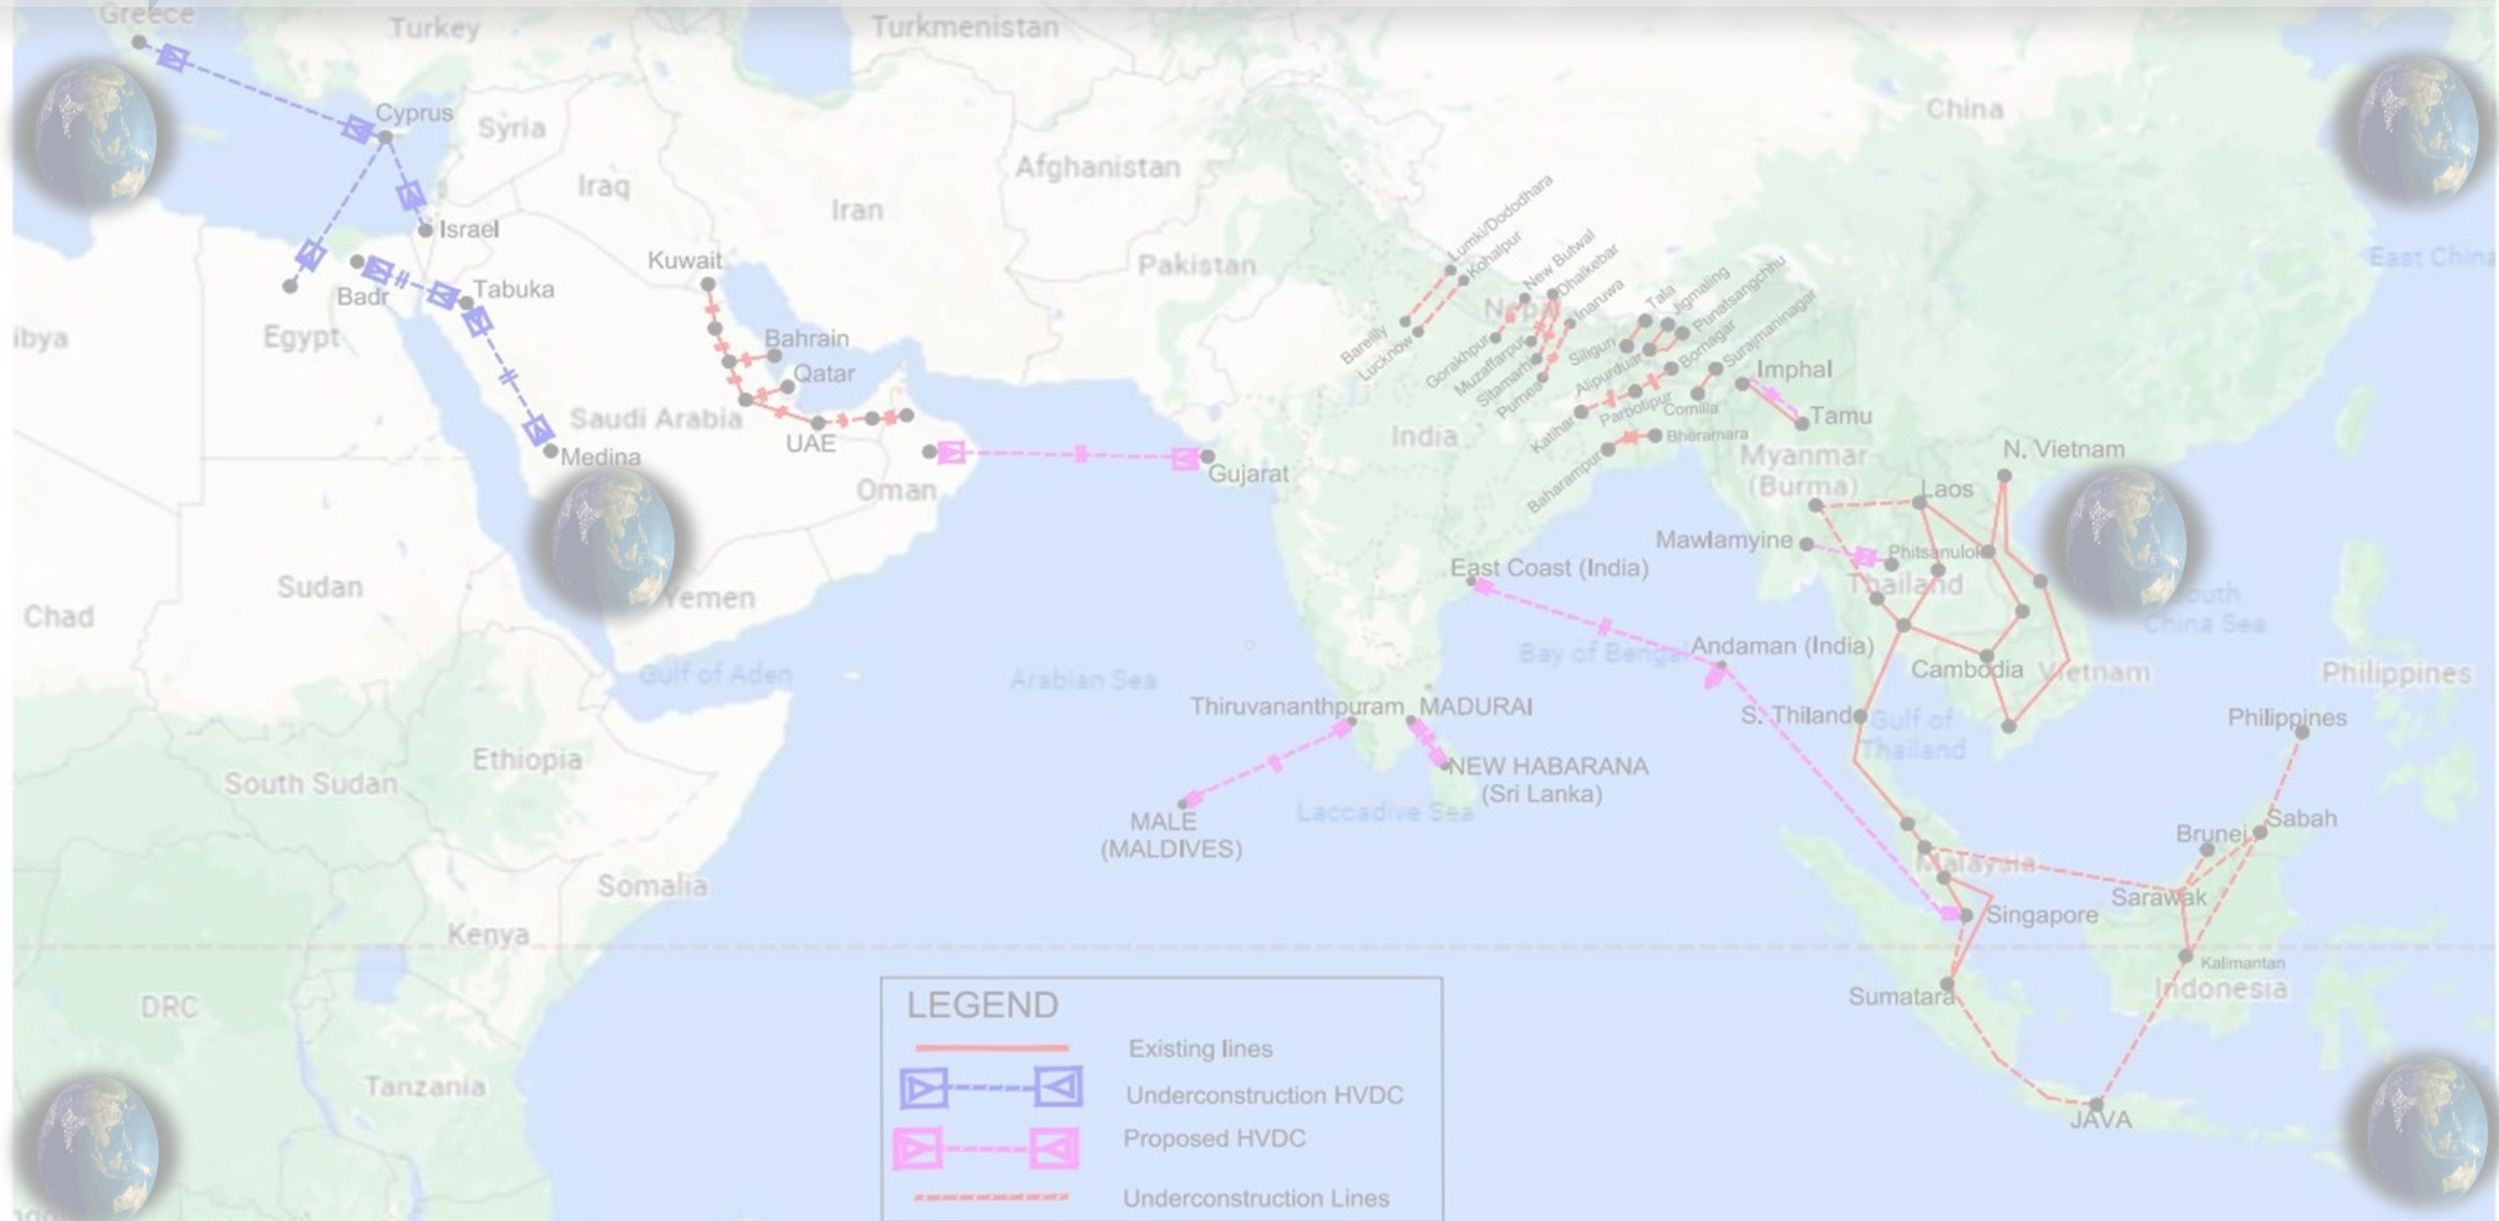 Greece
Turkey
Turkmenistan
China
Cyprus
Syria
Iraq
Iran
Afghanistan
Pakistan
East China
Israel
Kuwait
Badr
Tabuka
ibya
Egypt
Bahrain
Qatar
Saudi Arabia
UAE
Medina
Oman
Gujarat
Lumki/Dododhara
Kohalpur
New Butwal
Dhalkebar
Inaruwa
Nepal
Tala
Jigmaling
Punatsangchhu
Surajmaninagar
Bornagar
Bareilly
Lucknow
Gorakhpur
Muzaffarpur
Sitamarhi
Purnea
Siliguri
Alipurduar
Parbotipur
Comilla
Katihar
Baharampur
Bheramara
India
Imphal
Tamu
Myanmar
(Burma)
N. Vietnam
Laos
Mawlamyine
Phitsanulok
Thailand
East Coast (India)
Sudan
Chad
Yemen
South
China Sea
Bay of Bengal
Andaman (India)
Cambodia
Vietnam
Philippines
Gulf of Aden
Arabian Sea
Thiruvananthpuram
MADURAI
S. Thiland
Gulf of
Thailand
Philippines
Ethiopia
South Sudan
NEW HABARANA
(Sri Lanka)
Laccadive Sea
MALE
(MALDIVES)
Sabah
Brunei
Malaysia
Sarawak
Somalia
Singapore
Kenya
Kalimantan
Indonesia
Sumatara
DRC
Tanzania
JAVA
LEGEND
Existing lines
Underconstruction HVDC
Proposed HVDC
Underconstruction Lines